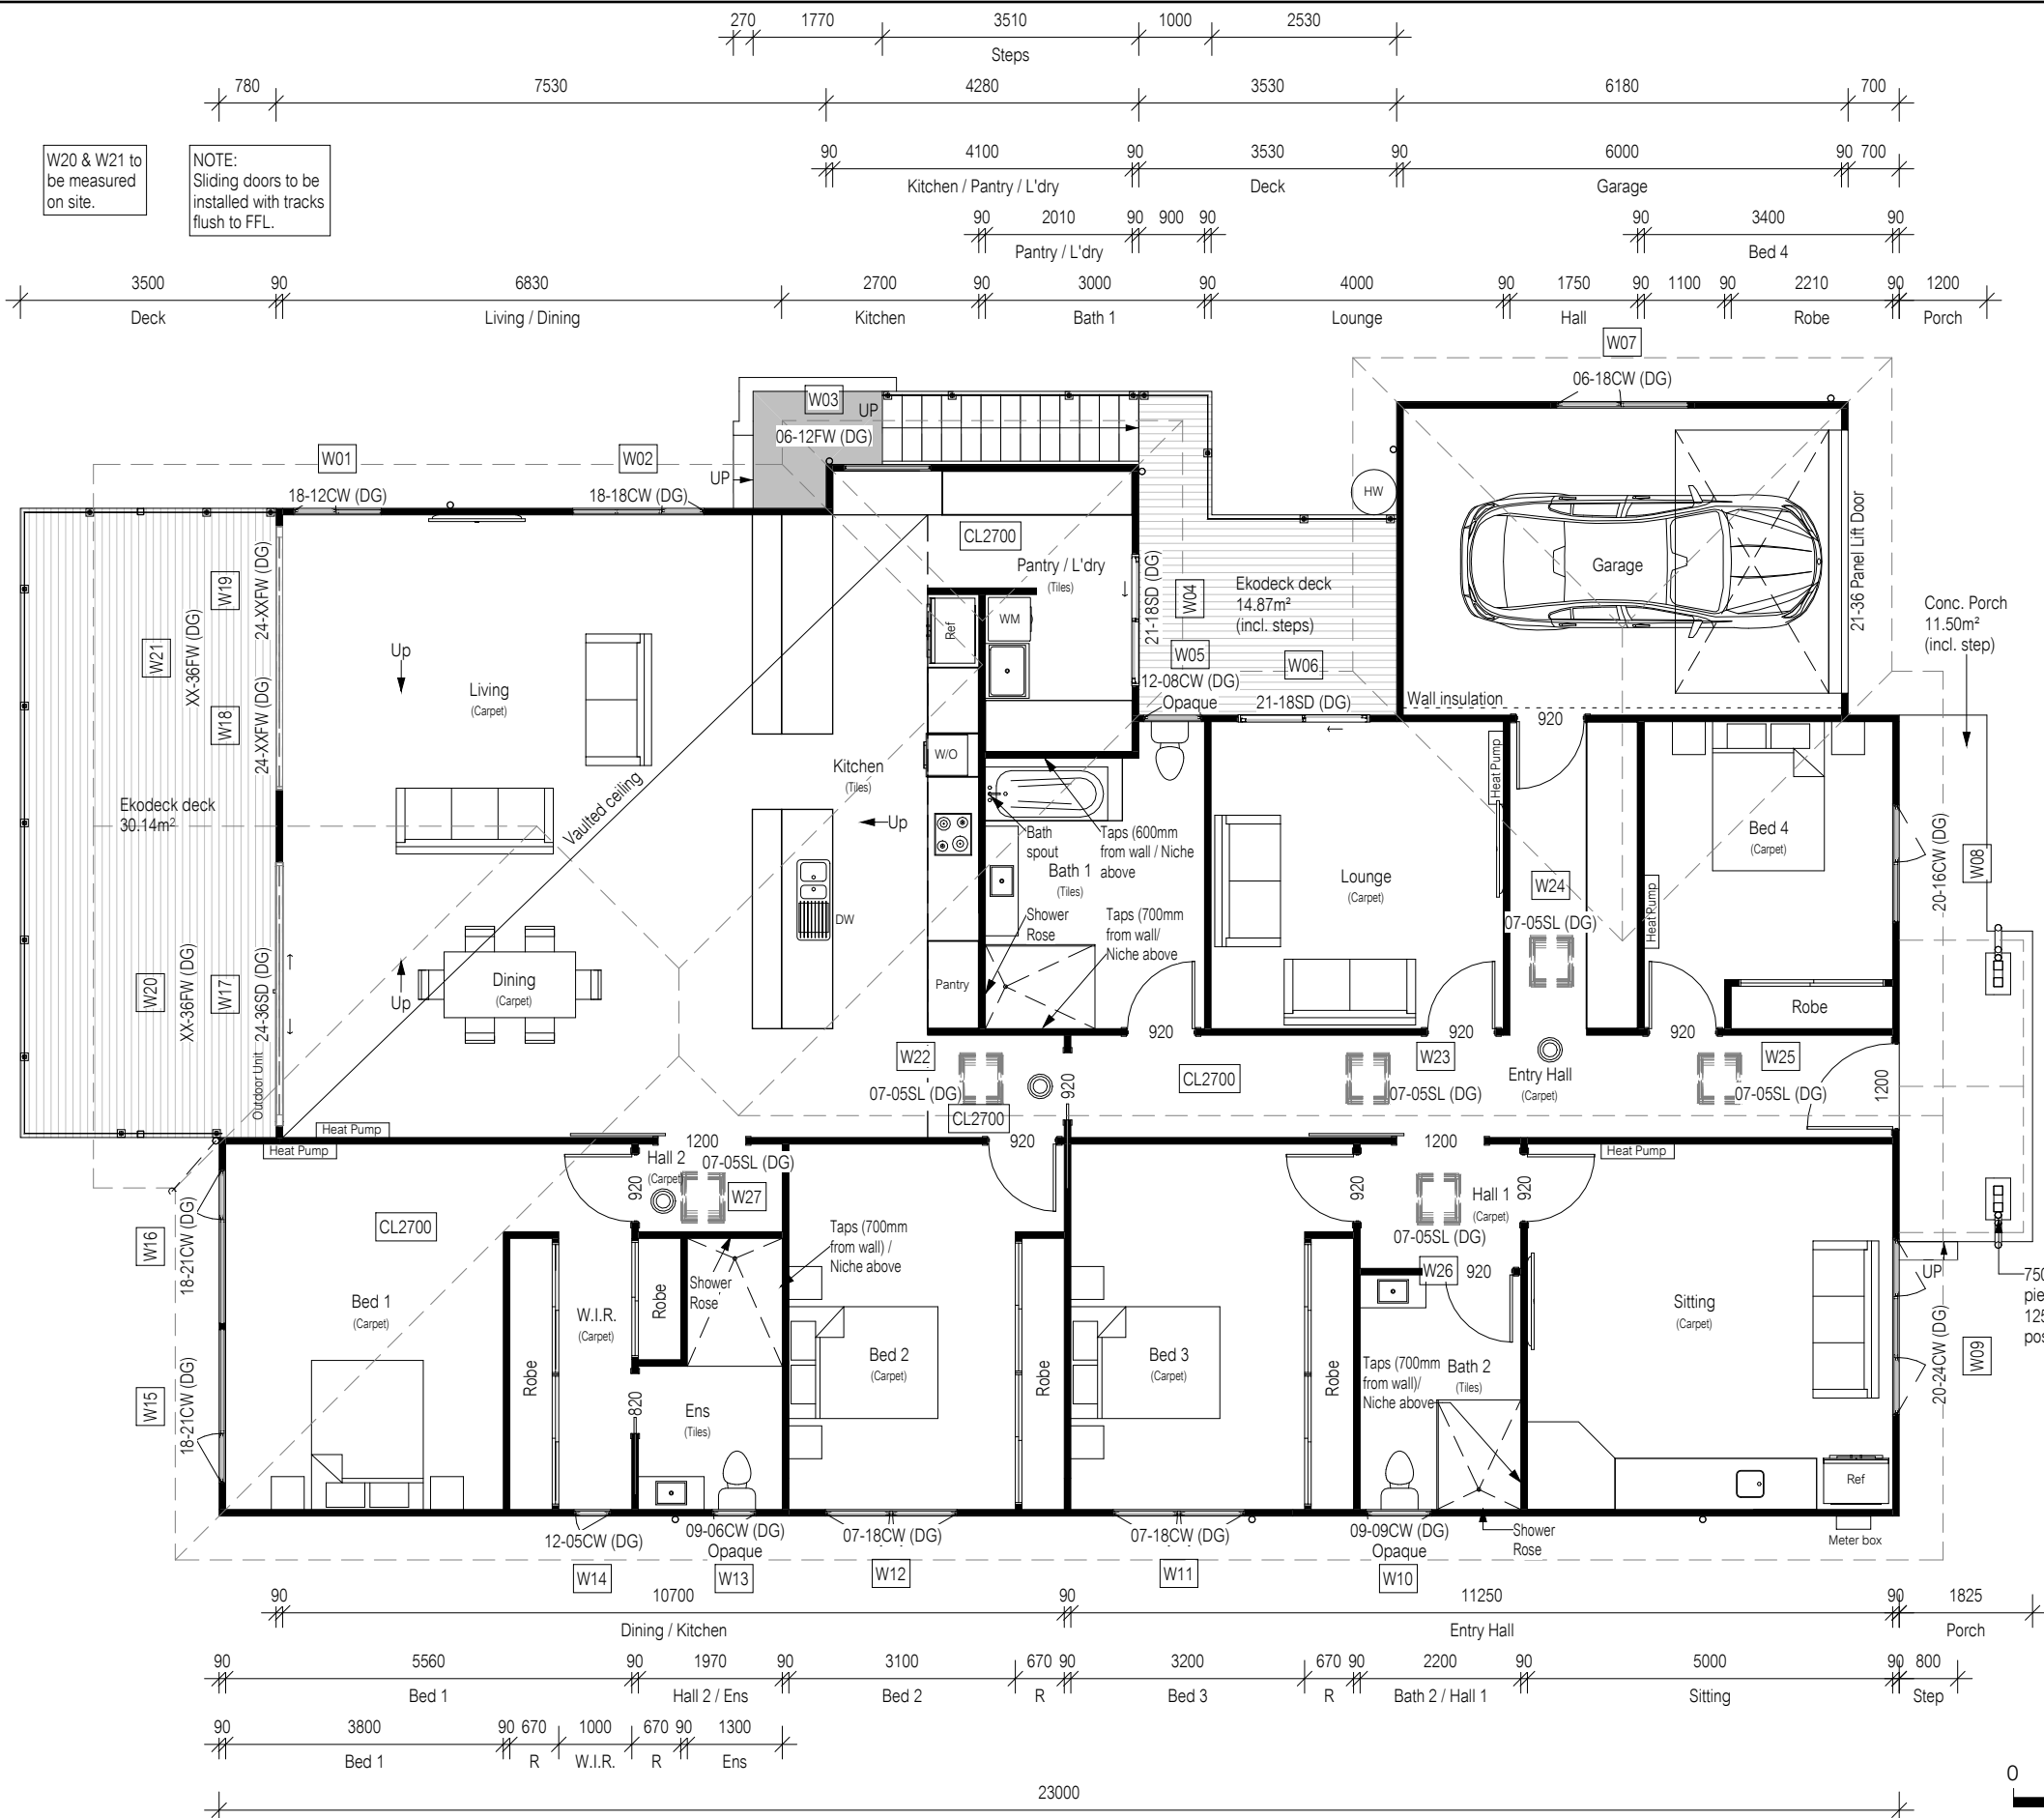 270 1770 3510 1000 2530
Steps
780 7530 4280 3530 6180 700
90 4100 90 3530 90 6000 90 700
Kitchen / Pantry / L'dry Deck Garage
W20 & W21 to
be measured
on site.
NOTE:
Sliding doors to be
installed with tracks
flush to FFL.
90 2010 90 900 90 90 3400 90
Pantry / L'dry Bed 4
3500 90 6830 2700 90 3000 90 4000 90 1750 90 1100 90 2210 90 1200
Deck Living / Dining Kitchen Bath 1 Lounge Hall Robe Porch
W07
06-18CW (DG)
W03
UP
06-12FW (DG)
W01
W02
UP
18-12CW (DG)
18-18CW (DG)
HW
CL2700
Pantry / L'dry
(Tiles)
21-18SD (DG)
W04
Ekodeck deck
14.87m²
(incl. steps)
Garage
21-36 Panel Lift Door
Conc. Porch
11.50m²
(incl. step)
W19
24-XXFW (DG)
W21
XX-36FW (DG)
W18
24-XXFW (DG)
Up
Living
(Carpet)
Ref
WM
W05
12-08CW (DG)
Opaque
W06
21-18SD (DG)
Wall insulation
920
Heat Pump
W/O
Kitchen
(Tiles)
Vaulted ceiling
Up
Ekodeck deck
30.14m²
Bath
spout
Taps (600mm
from wall / Niche
above
Bath 1
(Tiles)
Lounge
(Carpet)
W24
07-05SL (DG)
Heat Pump
Bed 4
(Carpet)
20-16CW (DG)
W08
DW
Shower
Rose
Taps (700mm
from wall/
Niche above
Pantry
Dining
(Carpet)
Up
W20
XX-36FW (DG)
W17
24-36SD (DG)
Outdoor Unit
Robe
920
920
920
W22
07-05SL (DG)
CL2700
920
CL2700
W23
07-05SL (DG)
Entry Hall
(Carpet)
W25
07-05SL (DG)
1200
Heat Pump
Heat Pump
1200
920
1200
Heat Pump
Hall 2
(Carpet)
07-05SL (DG)
W27
920
920
Hall 1
(Carpet)
07-05SL (DG)
920
W26
920
CL2700
W16
18-21CW (DG)
Taps (700mm
from wall) /
Niche above
Shower
Rose
Robe
W.I.R.
(Carpet)
Bed 1
(Carpet)
Robe
Bed 2
(Carpet)
Robe
Bed 3
(Carpet)
Robe
Taps (700mm
from wall)/
Niche above
Bath 2
(Tiles)
Sitting
(Carpet)
UP
20-24CW (DG)
W09
750
pie
125
pos
W15
18-21CW (DG)
820
Ens
(Tiles)
Ref
Meter box
12-05CW (DG)
W14
09-06CW (DG)
Opaque
W13
07-18CW (DG)
W12
07-18CW (DG)
W11
09-09CW (DG)
Opaque
W10
Shower
Rose
90 10700 90 11250 90 1825
Dining / Kitchen Entry Hall Porch
90 5560 90 1970 90 3100 670 90 3200 670 90 2200 90 5000 90 800
Bed 1 Hall 2 / Ens Bed 2 R Bed 3 R Bath 2 / Hall 1 Sitting Step
90 3800 90 670 1000 670 90 1300
Bed 1 R W.I.R. R Ens
23000
0